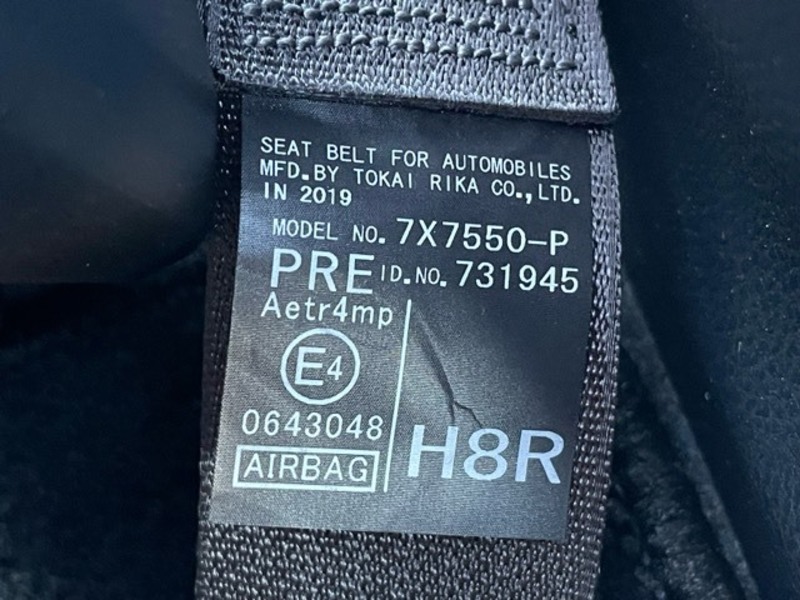 SEAT BELT FOR AUTOMOBILES
MFD.BY TOKAI RIKA CO.,LTD.
IN 2019
MODEL NO. 7X7550-P
PRE ID.NO. 731945
Aetr4mp
E4
0643048
AIRBAG
H8R